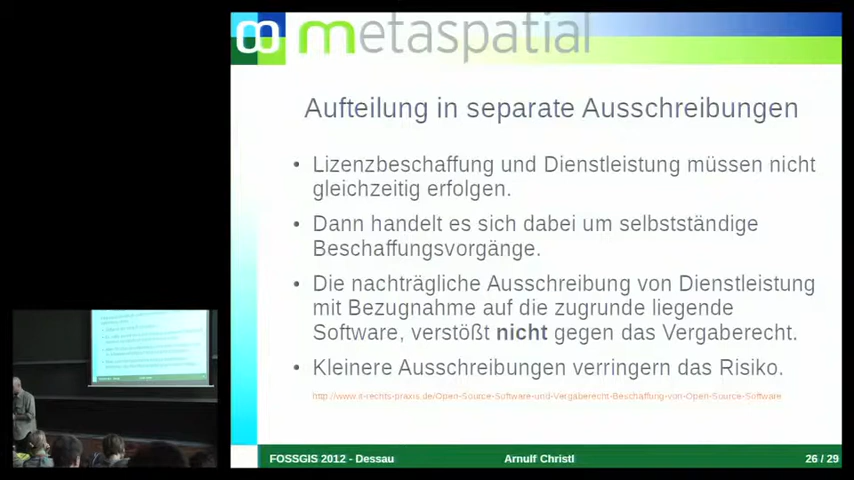 metaspatial
Aufteilung in separate Ausschreibungen
• Lizenzbeschaffung und Dienstleistung müssen nicht
gleichzeitig erfolgen.
• Dann handelt es sich dabei um selbstständige
Beschaffungsvorgänge.
• Die nachträgliche Ausschreibung von Dienstleistung
mit Bezugnahme auf die zugrunde liegende
Software, verstößt nicht gegen das Vergaberecht.
• Kleinere Ausschreibungen verringern das Risiko.
http://www.it-rechts-praxis.de/Open-Source-Software-und-Vergaberecht-Beschaffung-von-Open-Source-Software
FOSSGIS 2012 - Dessau Arnulf Christl 26 / 29